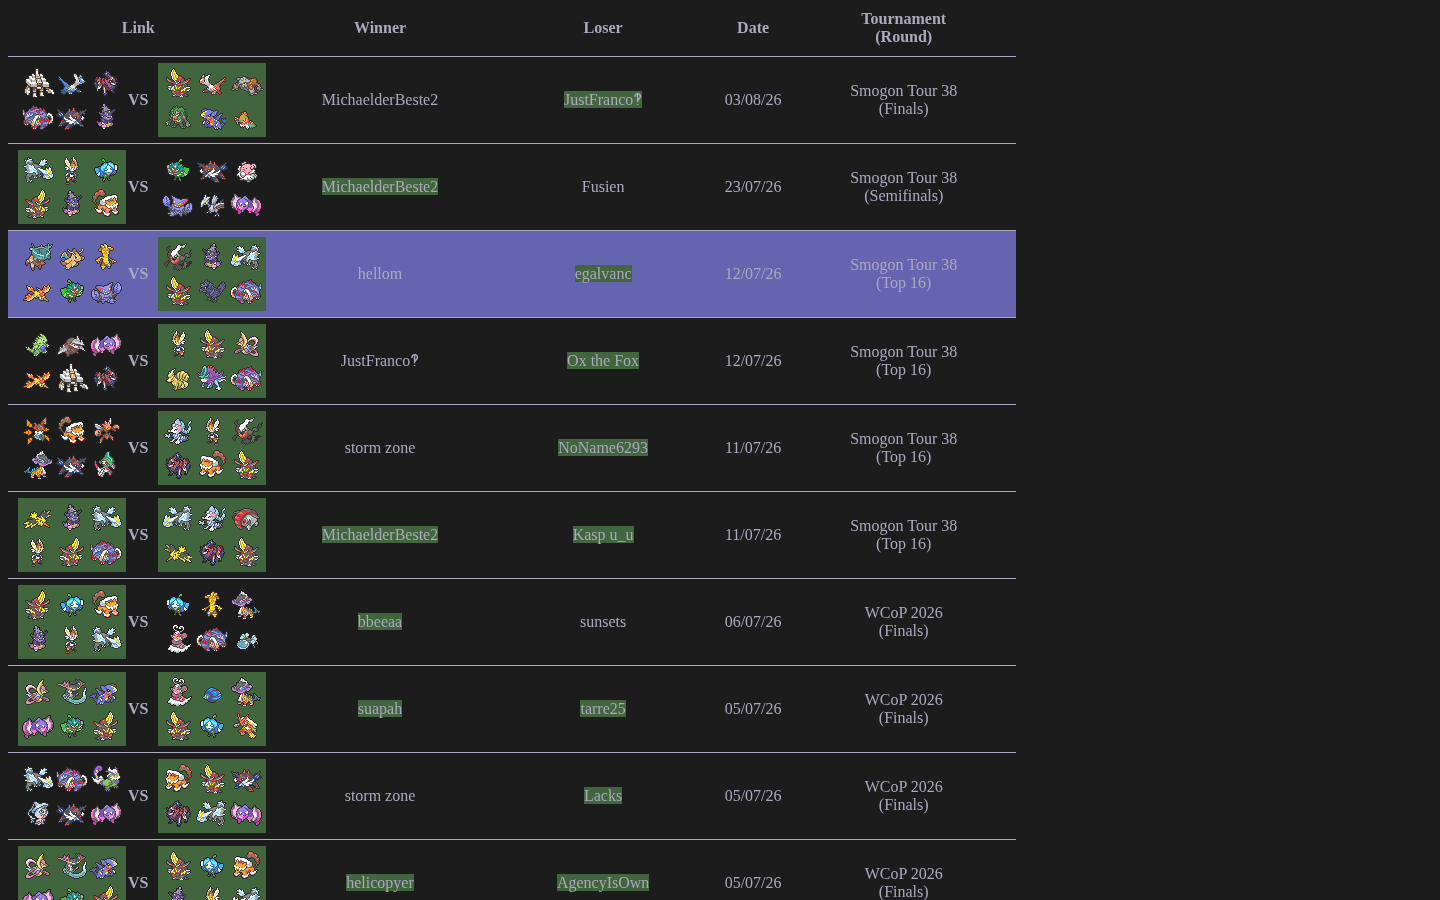 Link Winner Loser Date Tournament
(Round)
VS MichaelderBeste2 JustFranco‽ 03/08/26 Smogon Tour 38
(Finals)
VS MichaelderBeste2 Fusien 23/07/26 Smogon Tour 38
(Semifinals)
VS hellom egalvanc 12/07/26 Smogon Tour 38
(Top 16)
VS JustFranco‽ Ox the Fox 12/07/26 Smogon Tour 38
(Top 16)
VS storm zone NoName6293 11/07/26 Smogon Tour 38
(Top 16)
VS MichaelderBeste2 Kasp u_u 11/07/26 Smogon Tour 38
(Top 16)
VS bbeeaa sunsets 06/07/26 WCoP 2026
(Finals)
VS suapah tarre25 05/07/26 WCoP 2026
(Finals)
VS storm zone Lacks 05/07/26 WCoP 2026
(Finals)
VS helicopyer AgencyIsOwn 05/07/26 WCoP 2026
(Finals)